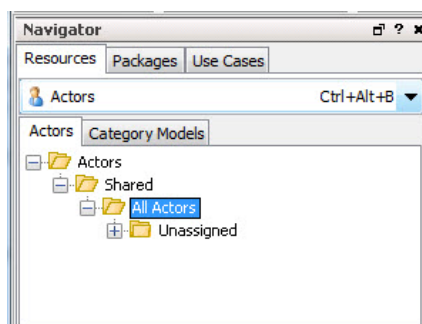 Navigator ?
Resources Packages Use Cases
Actors Ctrl+Alt+B
Actors Category Models
Actors
Shared
All Actors
Unassigned